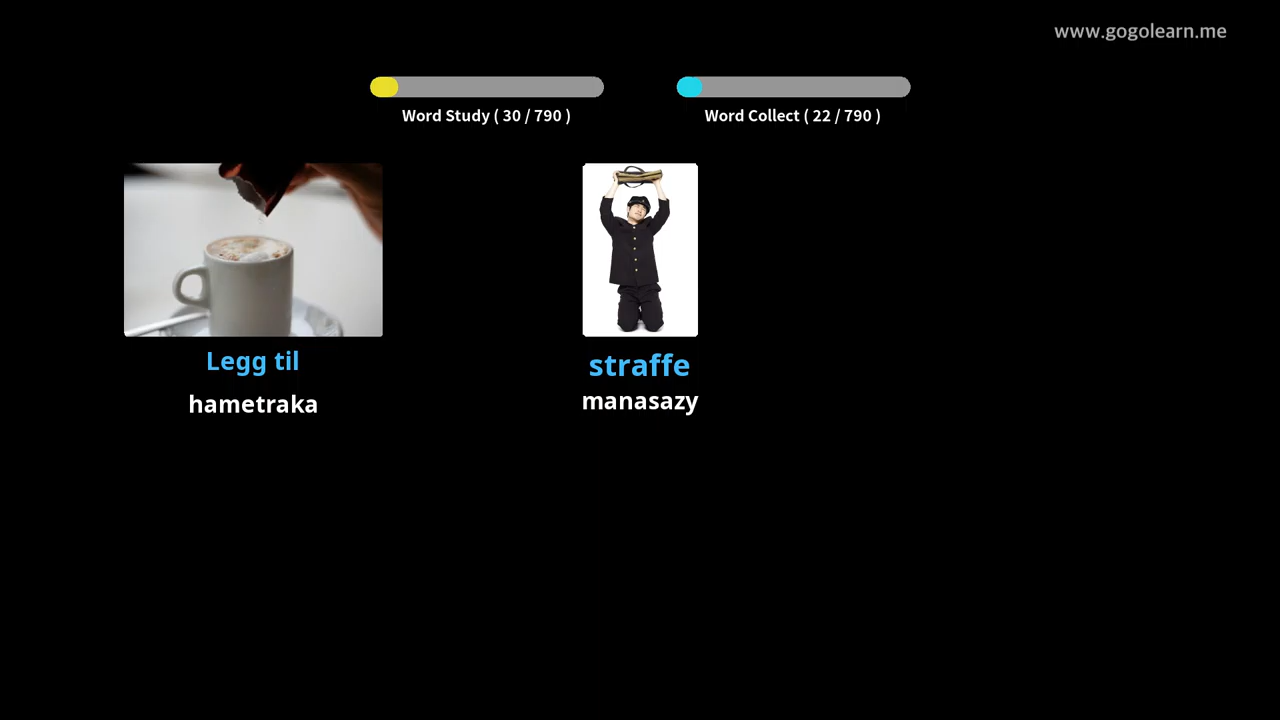 www.gogolearn.me
Word Study ( 30 / 790 )
Word Collect ( 22 / 790 )
Legg til
hametraka
straffe
manasazy